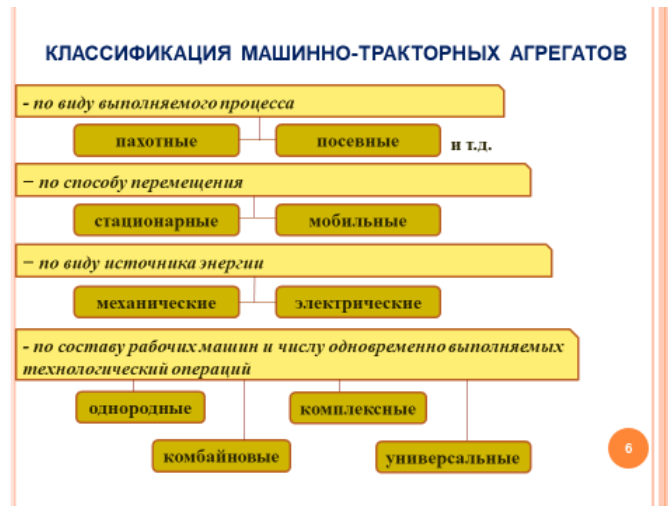 КЛАССИФИКАЦИЯ МАШИННО-ТРАКТОРНЫХ АГРЕГАТОВ
- по виду выполняемого процесса
пахотные посевные и т.д.
– по способу перемещения
стационарные мобильные
– по виду источника энергии
механические электрические
- по составу рабочих машин и числу одновременно выполняемых
технологический операций
однородные комплексные
комбайновые универсальные
6